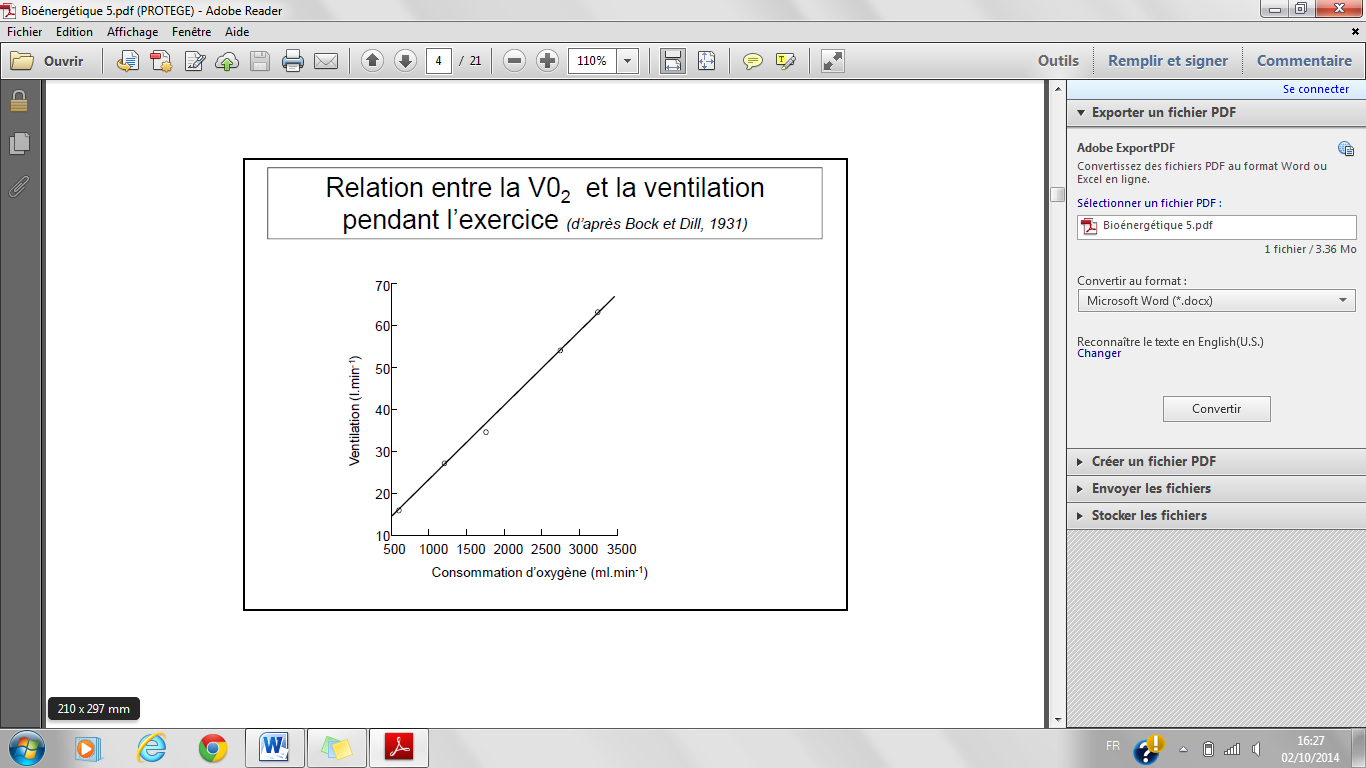 Bioénergétique 5.pdf (PROTEGE) - Adobe Reader
Fichier Edition Affichage Fenêtre Aide
Ouvrir 4 / 21 110% Outils Remplir et signer Commentaire
Se connecter
Exporter un fichier PDF
Adobe ExportPDF
Convertissez des fichiers PDF au format Word ou
Excel en ligne.
Sélectionner un fichier PDF :
Bioénergétique 5.pdf
1 fichier / 3.36 Mo
Convertir au format :
Microsoft Word (*.docx)
Reconnaître le texte en English(U.S.)
Changer
Convertir
Créer un fichier PDF
Envoyer les fichiers
Stocker les fichiers
Relation entre la V0₂ et la ventilation
pendant l'exercice (d'après Bock et Dill, 1931)
Ventilation (l.min⁻¹)
70
60
50
40
30
20
10
500 1000 1500 2000 2500 3000 3500
Consommation d'oxygène (ml.min⁻¹)
210 x 297 mm
FR
16:27
02/10/2014